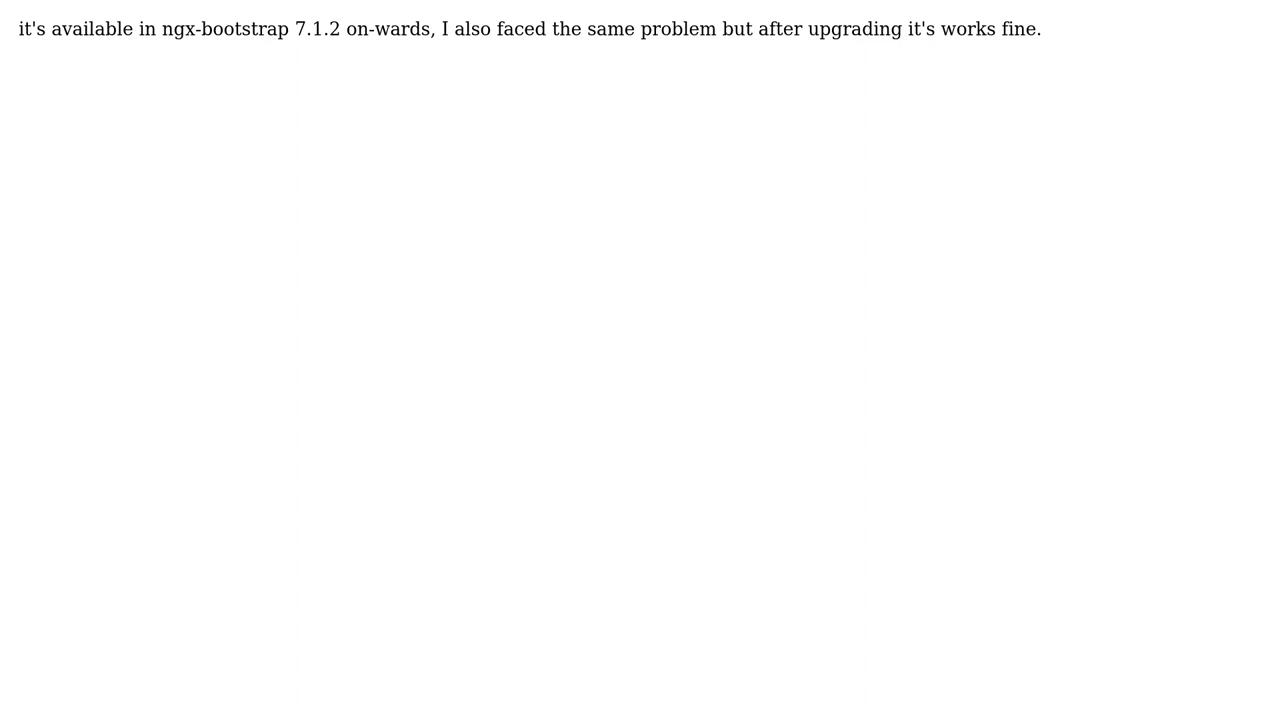 it's available in ngx-bootstrap 7.1.2 on-wards, I also faced the same problem but after upgrading it's works fine.